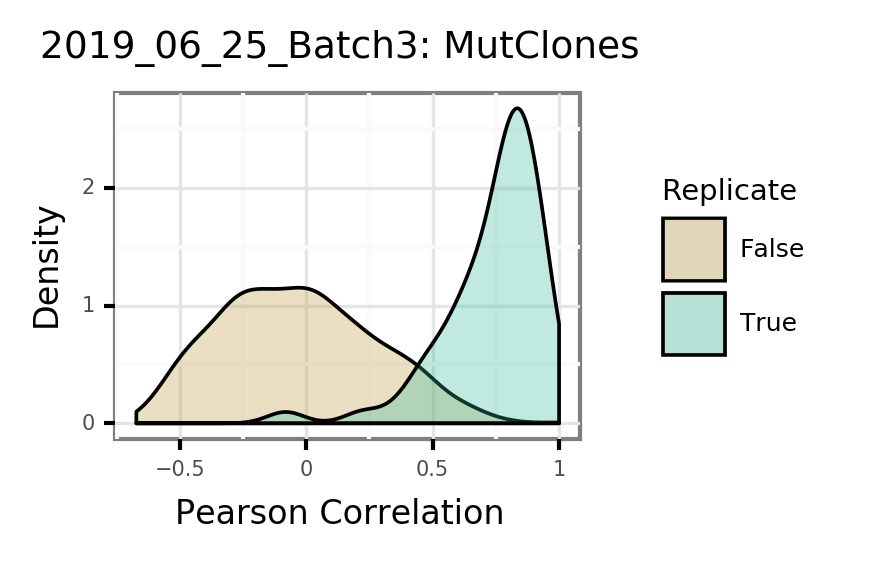 2019_06_25_Batch3: MutClones
Density
2
1
0
−0.5 0 0.5 1
Pearson Correlation
Replicate
False
True